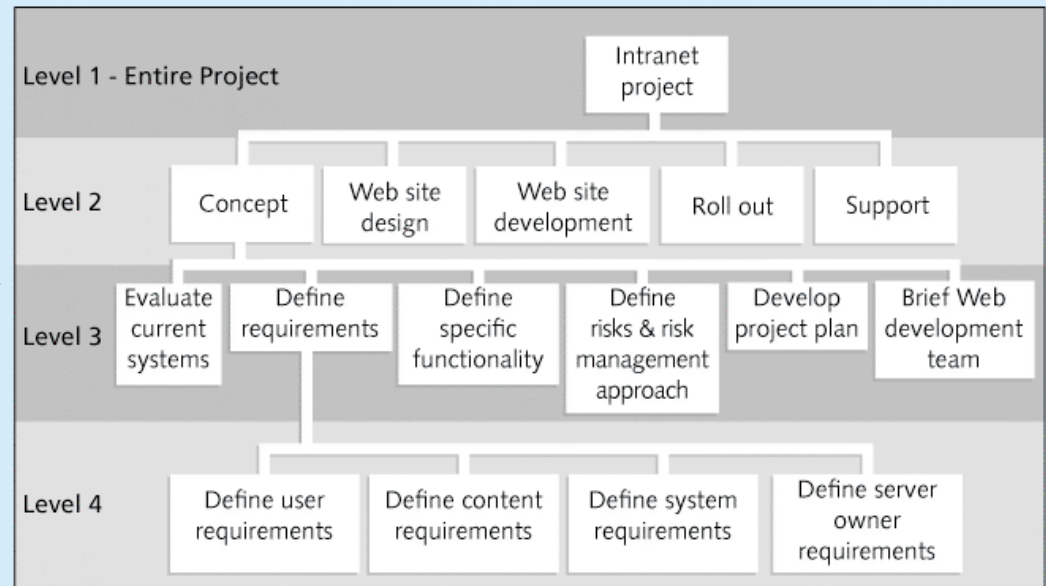 Level 1 - Entire Project
Intranet
project
Level 2
Concept
Web site
design
Web site
development
Roll out
Support
Level 3
Evaluate
current
systems
Define
requirements
Define
specific
functionality
Define
risks & risk
management
approach
Develop
project plan
Brief Web
development
team
Level 4
Define user
requirements
Define content
requirements
Define system
requirements
Define server
owner
requirements